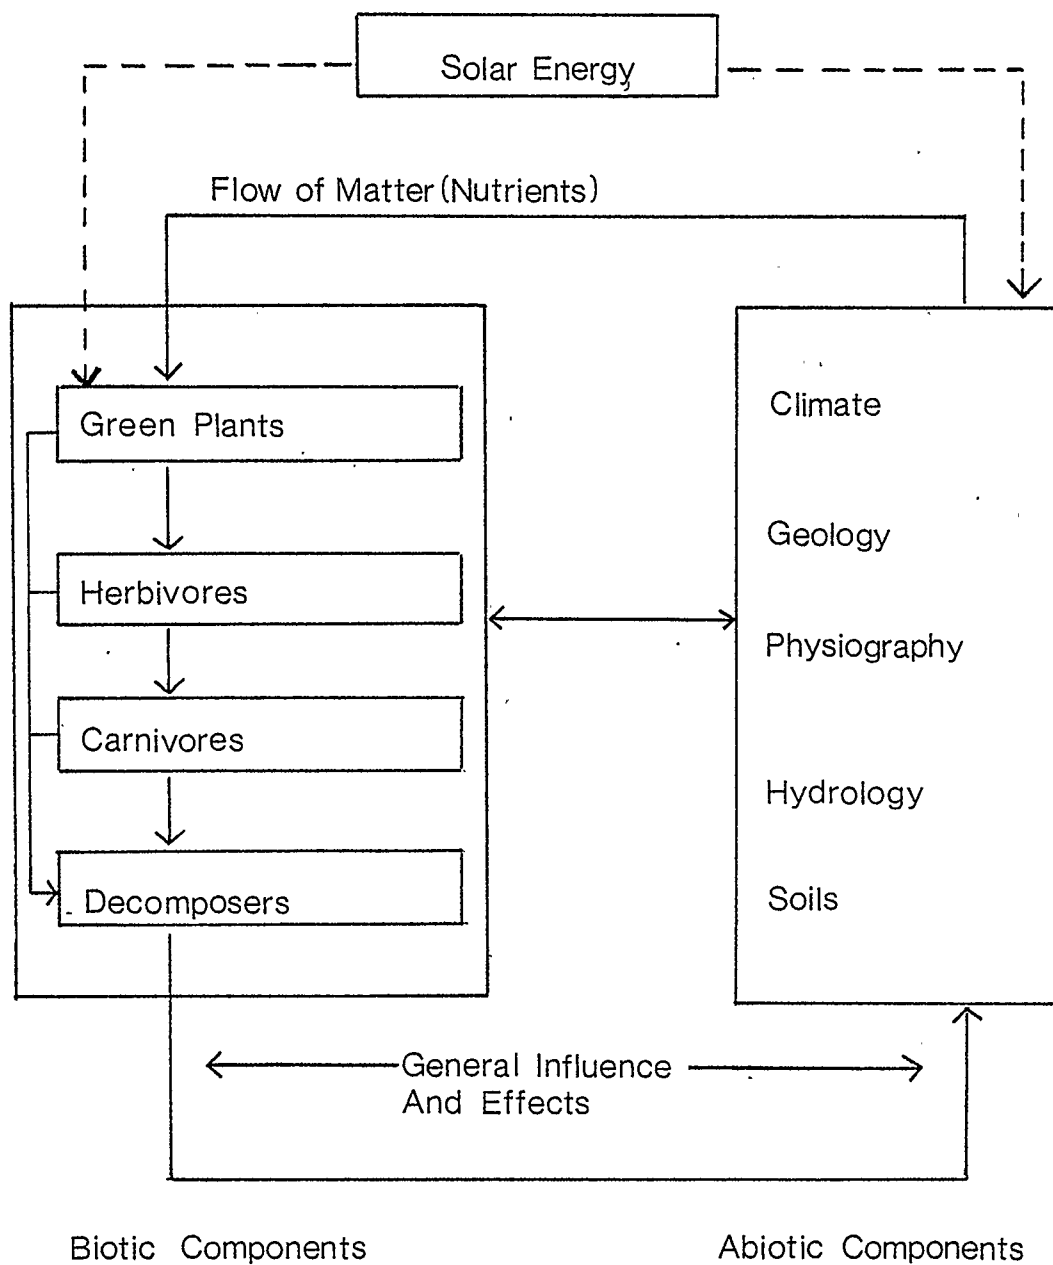 Solar Energy
Flow of Matter(Nutrients)
Green Plants
Herbivores
Carnivores
Decomposers
Climate
Geology
Physiography
Hydrology
Soils
General Influence
And Effects
Biotic Components
Abiotic Components